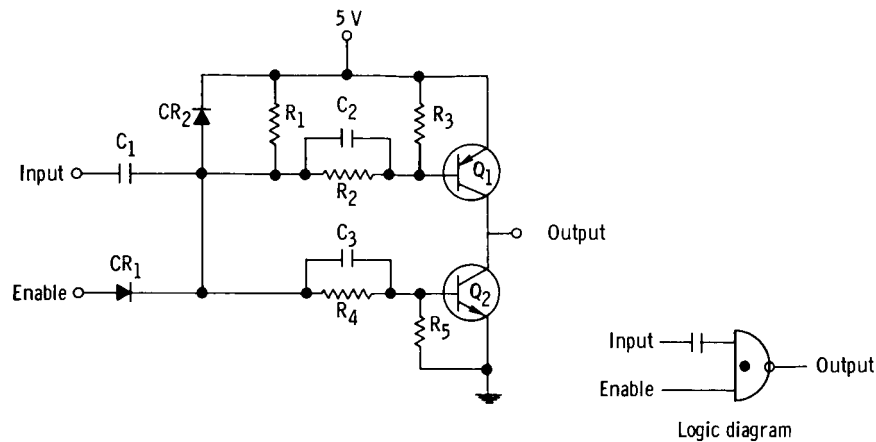 5 V
CR2
R1
C2
R3
C1
Input
R2
Q1
Output
C3
CR1
Enable
R4
Q2
R5
Input
Output
Enable
Logic diagram